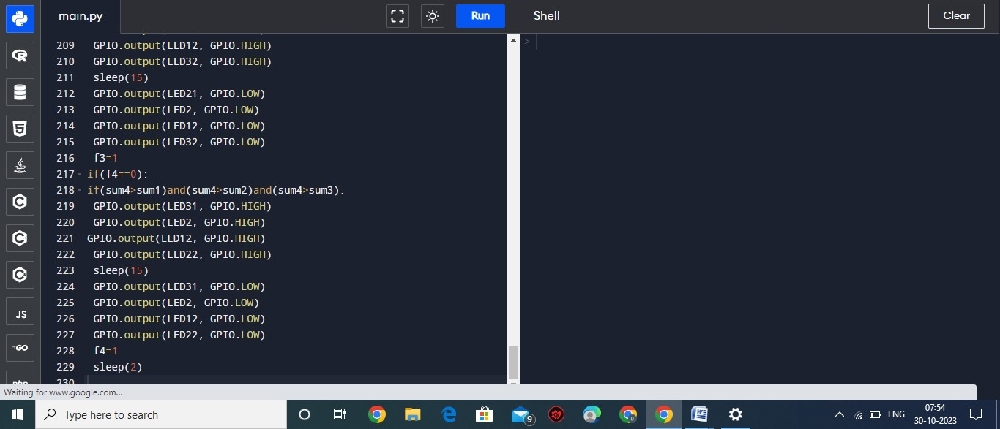 main.py
Run
Shell
Clear
209 GPIO.output(LED12, GPIO.HIGH)
210 GPIO.output(LED32, GPIO.HIGH)
211 sleep(15)
212 GPIO.output(LED21, GPIO.LOW)
213 GPIO.output(LED2, GPIO.LOW)
214 GPIO.output(LED12, GPIO.LOW)
215 GPIO.output(LED32, GPIO.LOW)
216 f3=1
217 if(f4==0):
218 if(sum4>sum1)and(sum4>sum2)and(sum4>sum3):
219 GPIO.output(LED31, GPIO.HIGH)
220 GPIO.output(LED2, GPIO.HIGH)
221 GPIO.output(LED12, GPIO.HIGH)
222 GPIO.output(LED22, GPIO.HIGH)
223 sleep(15)
224 GPIO.output(LED31, GPIO.LOW)
225 GPIO.output(LED2, GPIO.LOW)
226 GPIO.output(LED12, GPIO.LOW)
227 GPIO.output(LED22, GPIO.LOW)
228 f4=1
229 sleep(2)
230
>
JS
GO
php
Waiting for www.google.com...
Type here to search
9
ENG
07:54
30-10-2023